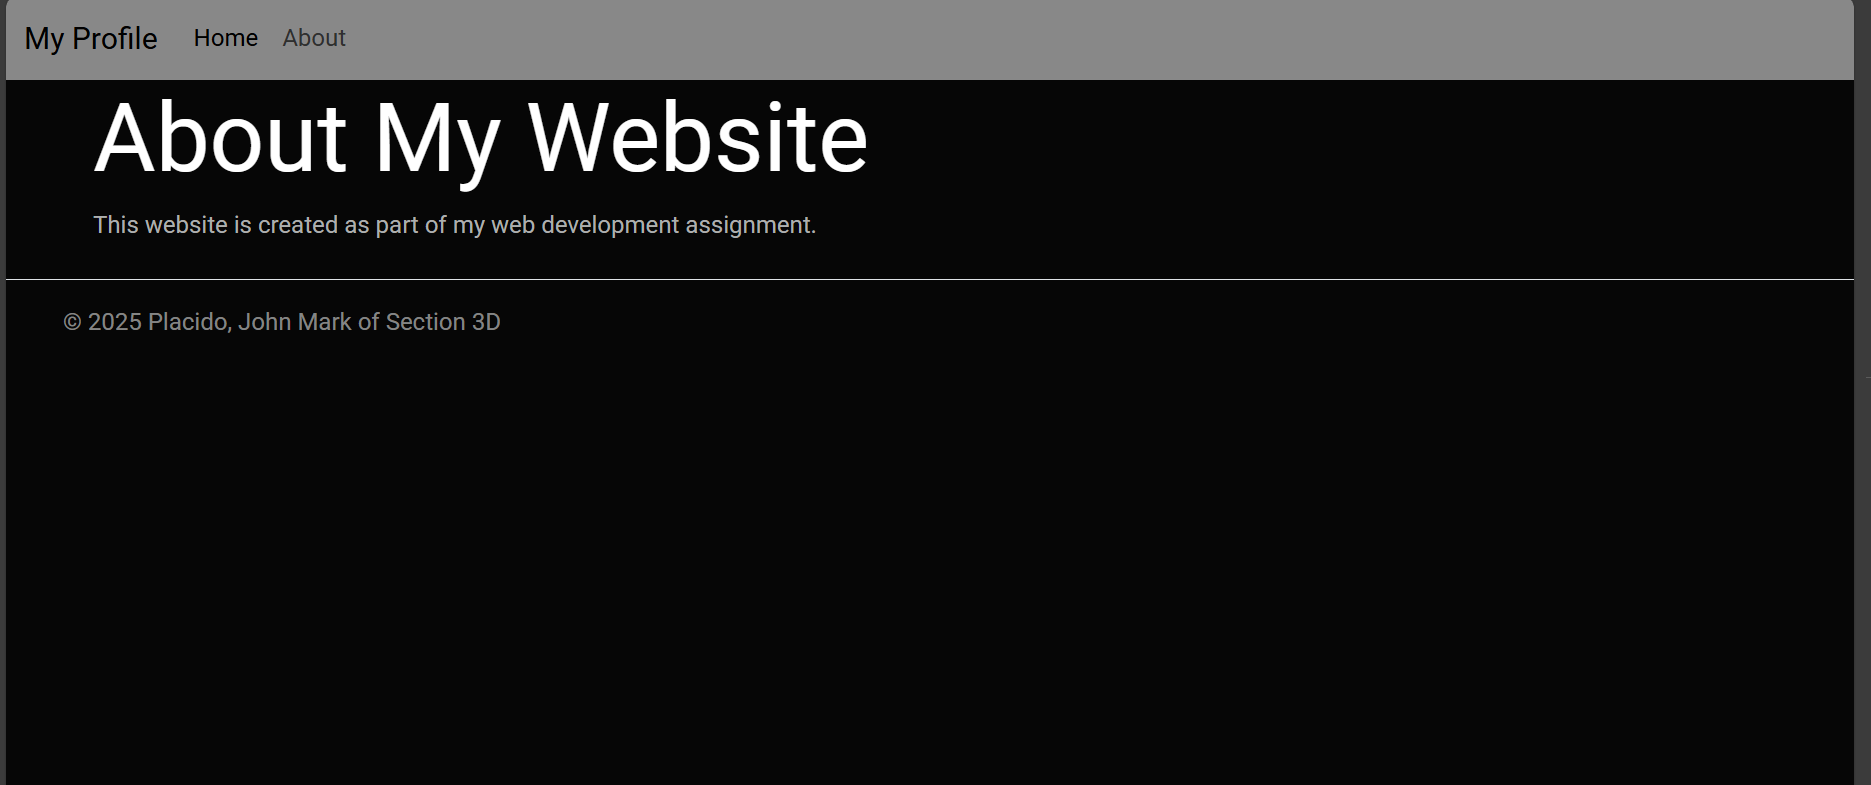 My Profile Home About
About My Website
This website is created as part of my web development assignment.
© 2025 Placido, John Mark of Section 3D